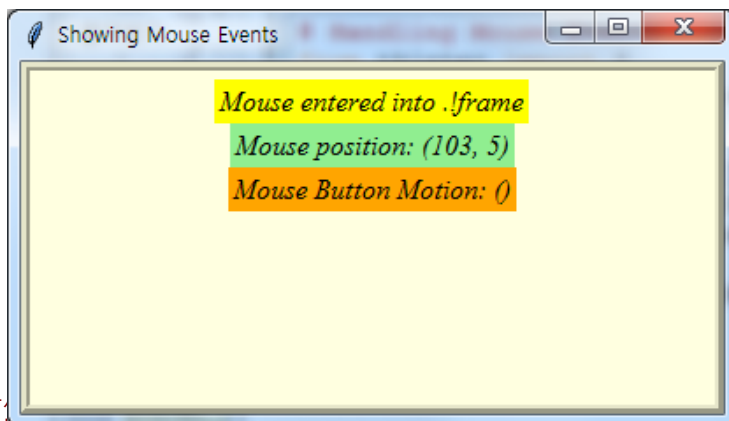 Showing Mouse Events
Mouse entered into .!frame
Mouse position: (103, 5)
Mouse Button Motion: ()